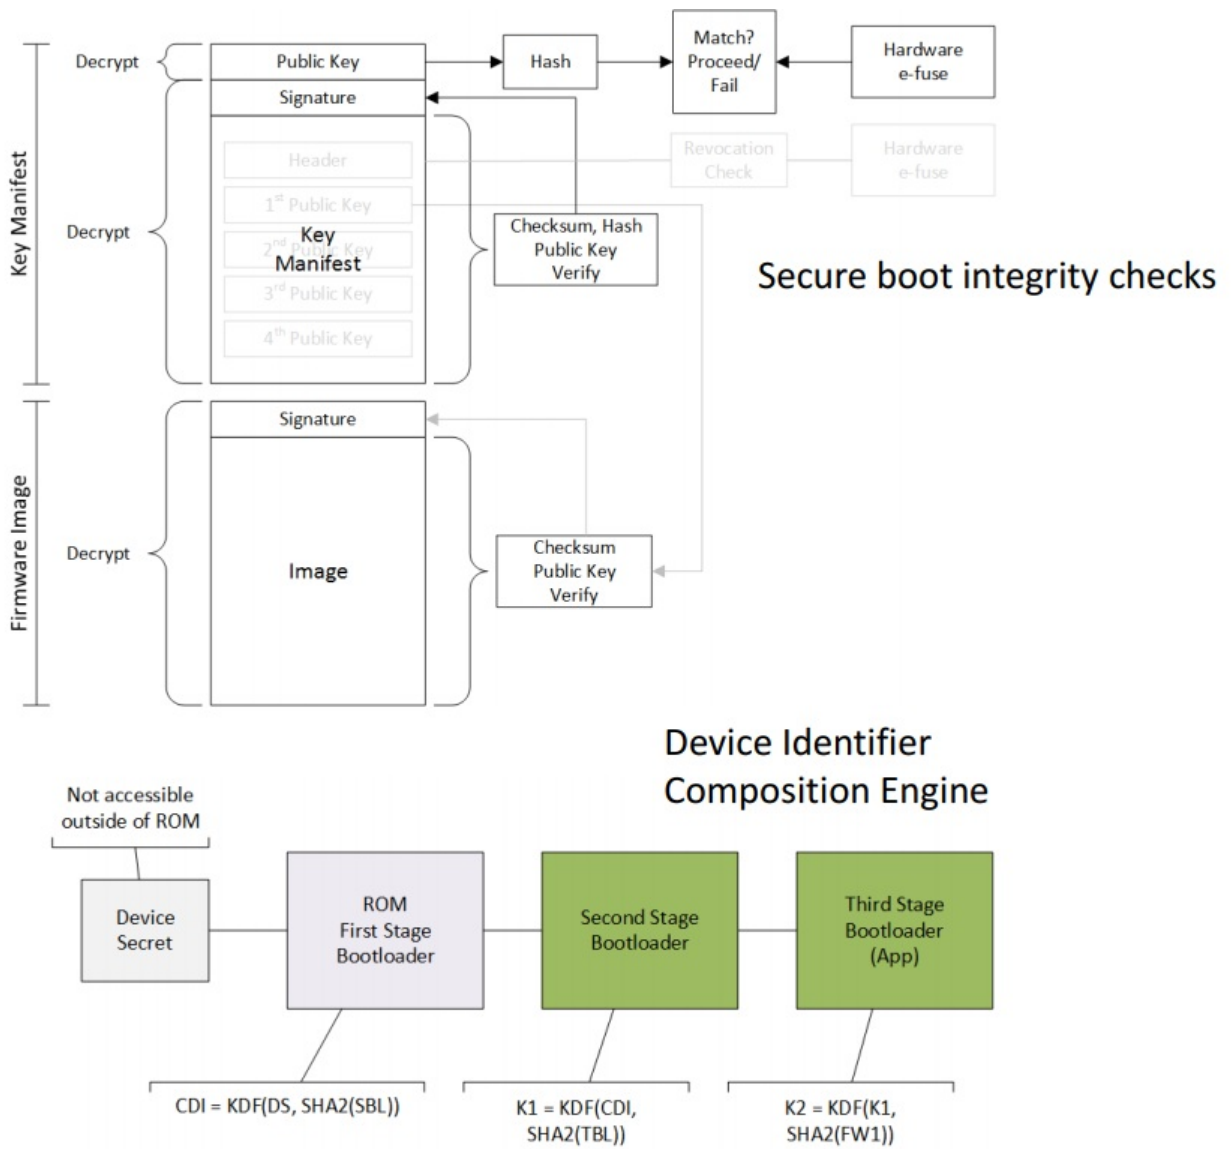 Key Manifest
Decrypt
Public Key
Hash
Match?
Proceed/
Fail
Hardware
e-fuse
Signature
Header
Revocation
Check
Hardware
e-fuse
Decrypt
1st Public Key
2nd Public Key
Key
Manifest
3rd Public Key
4th Public Key
Checksum, Hash
Public Key
Verify
Secure boot integrity checks
Firmware Image
Signature
Decrypt
Image
Checksum
Public Key
Verify
Device Identifier
Composition Engine
Not accessible
outside of ROM
Device
Secret
ROM
First Stage
Bootloader
Second Stage
Bootloader
Third Stage
Bootloader
(App)
CDI = KDF(DS, SHA2(SBL))
K1 = KDF(CDI,
SHA2(TBL))
K2 = KDF(K1,
SHA2(FW1))